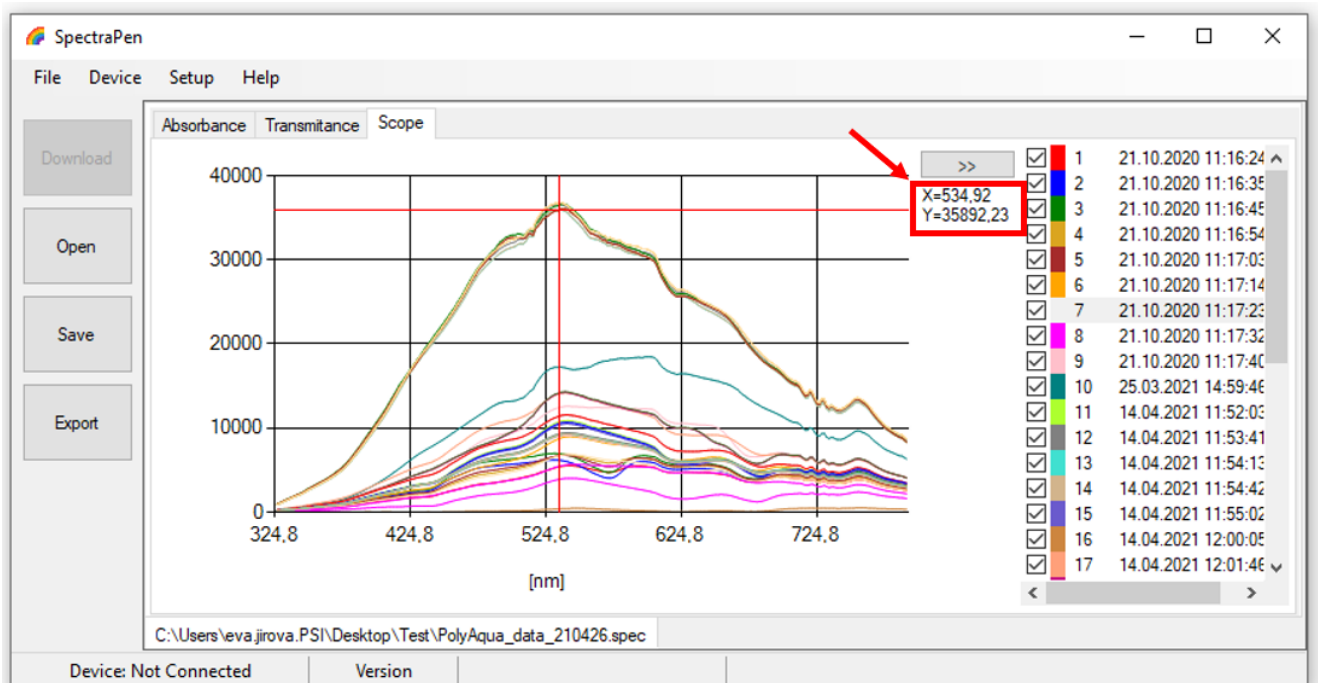 SpectraPen
File Device Setup Help
Download
Open
Save
Export
Absorbance Transmitance Scope
40000
30000
20000
10000
0
324,8 424,8 524,8 624,8 724,8
[nm]
>>
X=534,92
Y=35892,23
1 21.10.2020 11:16:24
2 21.10.2020 11:16:35
3 21.10.2020 11:16:45
4 21.10.2020 11:16:54
5 21.10.2020 11:17:03
6 21.10.2020 11:17:14
7 21.10.2020 11:17:23
8 21.10.2020 11:17:32
9 21.10.2020 11:17:40
10 25.03.2021 14:59:46
11 14.04.2021 11:52:03
12 14.04.2021 11:53:41
13 14.04.2021 11:54:13
14 14.04.2021 11:54:42
15 14.04.2021 11:55:02
16 14.04.2021 12:00:05
17 14.04.2021 12:01:46
C:\Users\eva.jirova.PSI\Desktop\Test\PolyAqua_data_210426.spec
Device: Not Connected Version